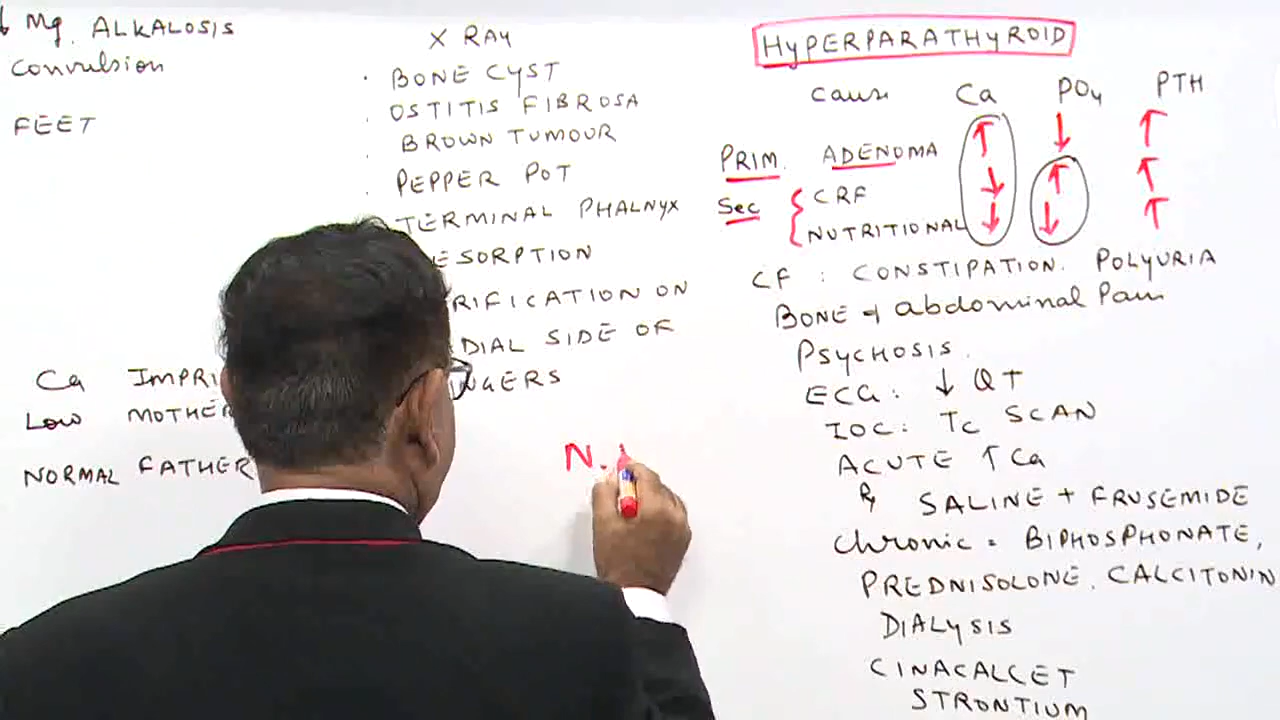 ↓ Mg, ALKALOSIS
Convulsion
FEET
Ca IMPRI
Low MOTHER
NORMAL FATHER
X RAY
· BONE CYST
· OSTITIS FIBROSA
· BROWN TUMOUR
· PEPPER POT
TERMINAL PHALNYX
ESORPTION
RIFICATION ON
DIAL SIDE OF
NGERS
N.
HYPERPARATHYROID
Cause Ca PO4 PTH
PRIM. ADENOMA ↑ ↓ ↑
Sec { CRF ↓ ↑ ↑
NUTRITIONAL ↓ ↓ ↑
CF : CONSTIPATION. POLYURIA
BONE & abdominal Pain
PSYCHOSIS.
ECG: ↓ QT
IOC: Tc SCAN
ACUTE ↑ Ca
℞ SALINE + FRUSEMIDE
Chronic = BIPHOSPHONATE,
PREDNISOLONE. CALCITONIN
DIALYSIS
CINACALCET
STRONTIUM